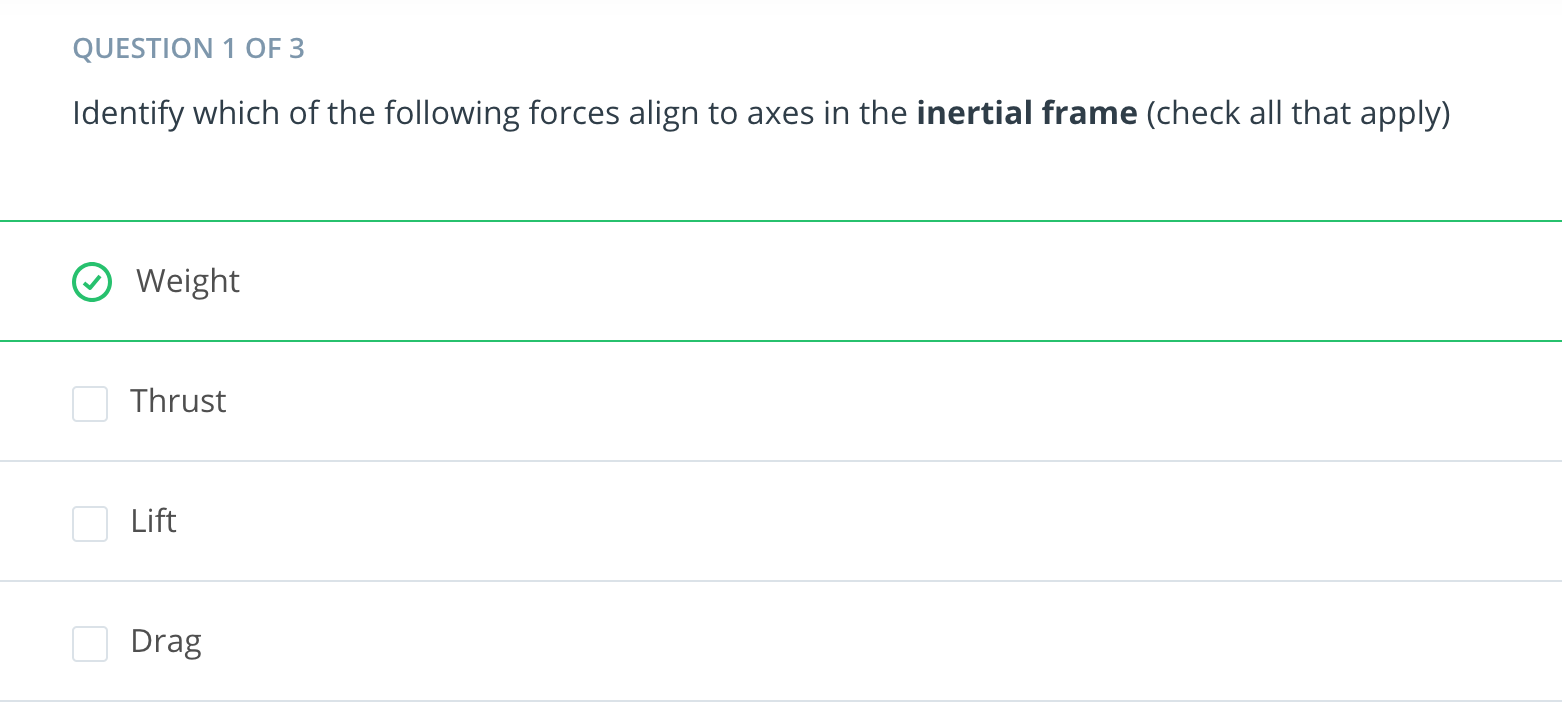 QUESTION 1 OF 3
Identify which of the following forces align to axes in the inertial frame (check all that apply)
Weight
Thrust
Lift
Drag